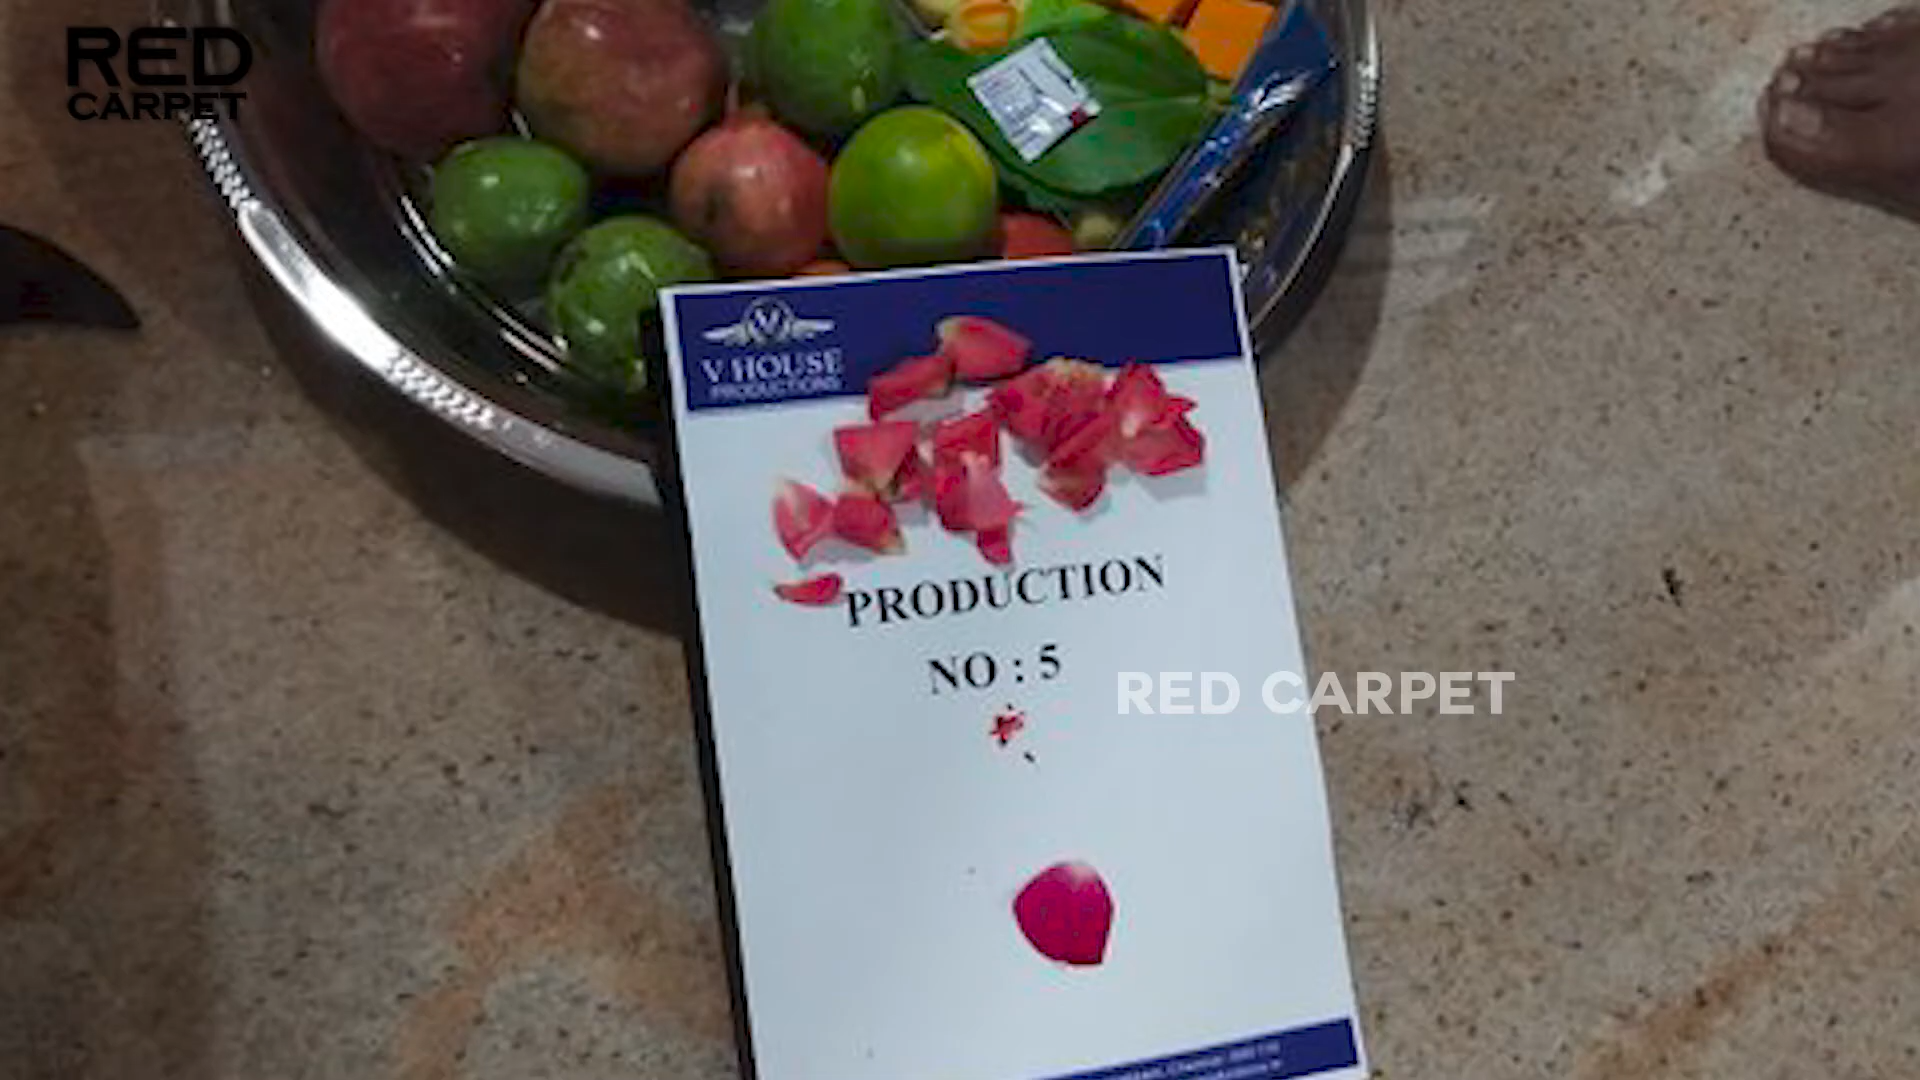 RED
CARPET
V HOUSE
PRODUCTIONS
PRODUCTION
NO : 5
RED CARPET